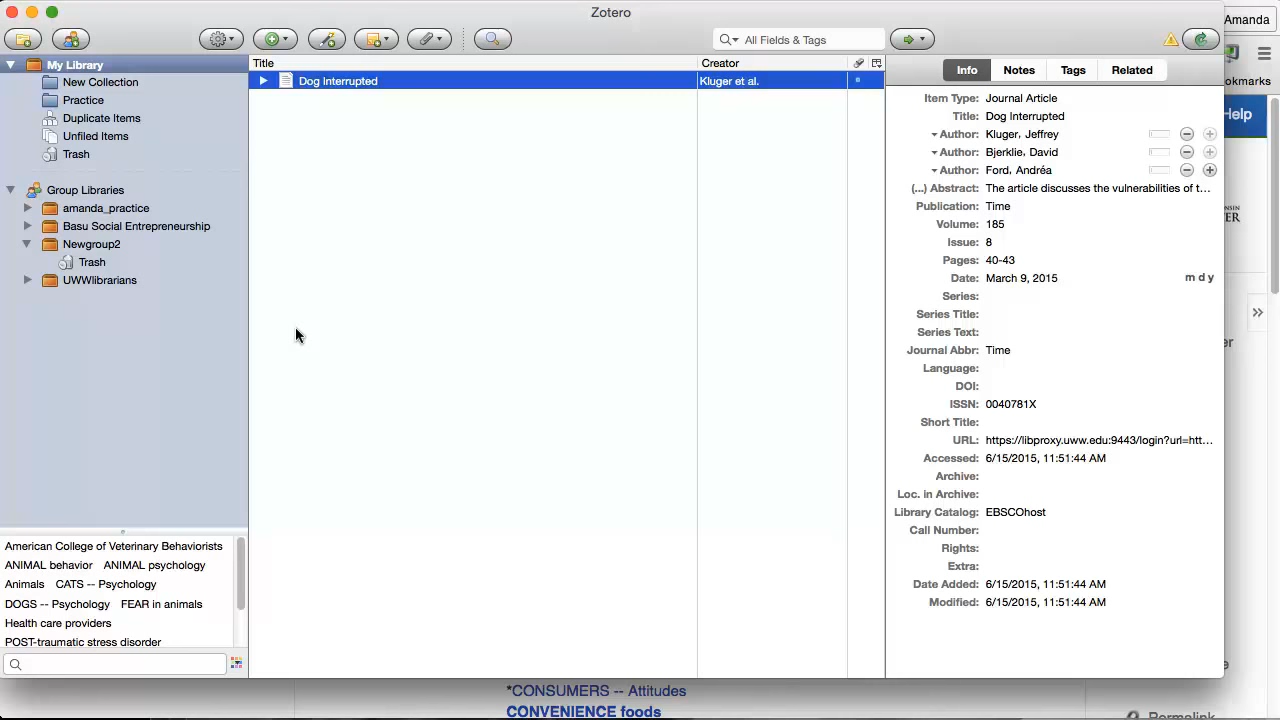 Zotero
Amanda
All Fields & Tags
My Library
New Collection
Practice
Duplicate Items
Unfiled Items
Trash
Group Libraries
amanda_practice
Basu Social Entrepreneurship
Newgroup2
Trash
UWWlibrarians
American College of Veterinary Behaviorists
ANIMAL behavior ANIMAL psychology
Animals CATS -- Psychology
DOGS -- Psychology FEAR in animals
Health care providers
POST-traumatic stress disorder
Title Creator
Dog Interrupted Kluger et al.
Info Notes Tags Related
Item Type: Journal Article
Title: Dog Interrupted
Author: Kluger, Jeffrey
Author: Bjerklie, David
Author: Ford, Andréa
(...) Abstract: The article discusses the vulnerabilities of t...
Publication: Time
Volume: 185
Issue: 8
Pages: 40-43
Date: March 9, 2015 m d y
Series:
Series Title:
Series Text:
Journal Abbr: Time
Language:
DOI:
ISSN: 0040781X
Short Title:
URL: https://libproxy.uww.edu:9443/login?url=htt...
Accessed: 6/15/2015, 11:51:44 AM
Archive:
Loc. in Archive:
Library Catalog: EBSCOhost
Call Number:
Rights:
Extra:
Date Added: 6/15/2015, 11:51:44 AM
Modified: 6/15/2015, 11:51:44 AM
okmarks
Help
*CONSUMERS -- Attitudes
CONVENIENCE foods
Permalink